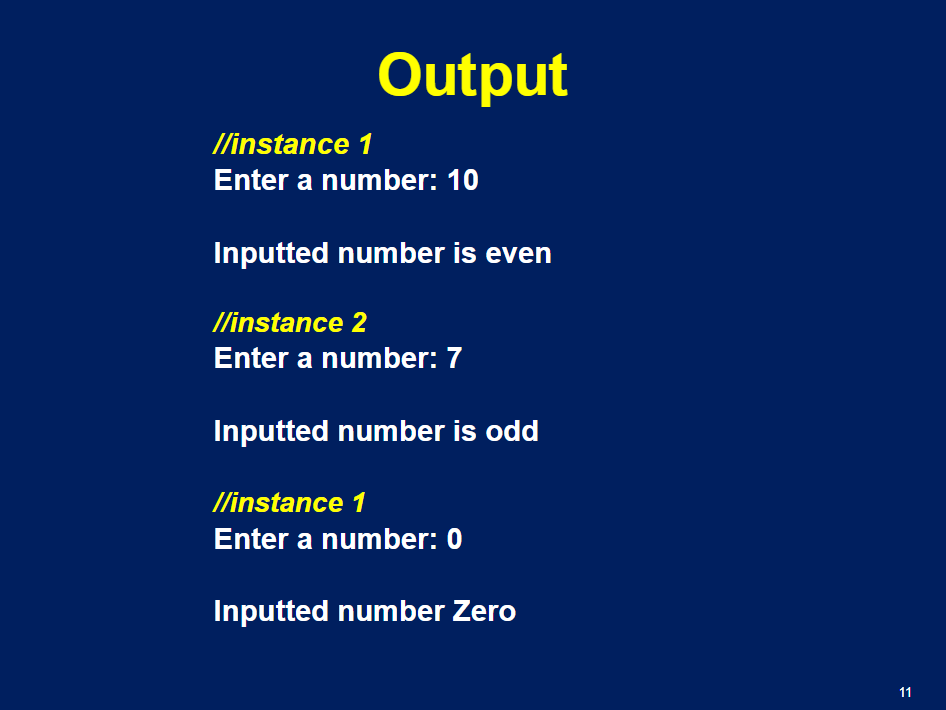 Output
//instance 1
Enter a number: 10
Inputted number is even
//instance 2
Enter a number: 7
Inputted number is odd
//instance 1
Enter a number: 0
Inputted number Zero
11